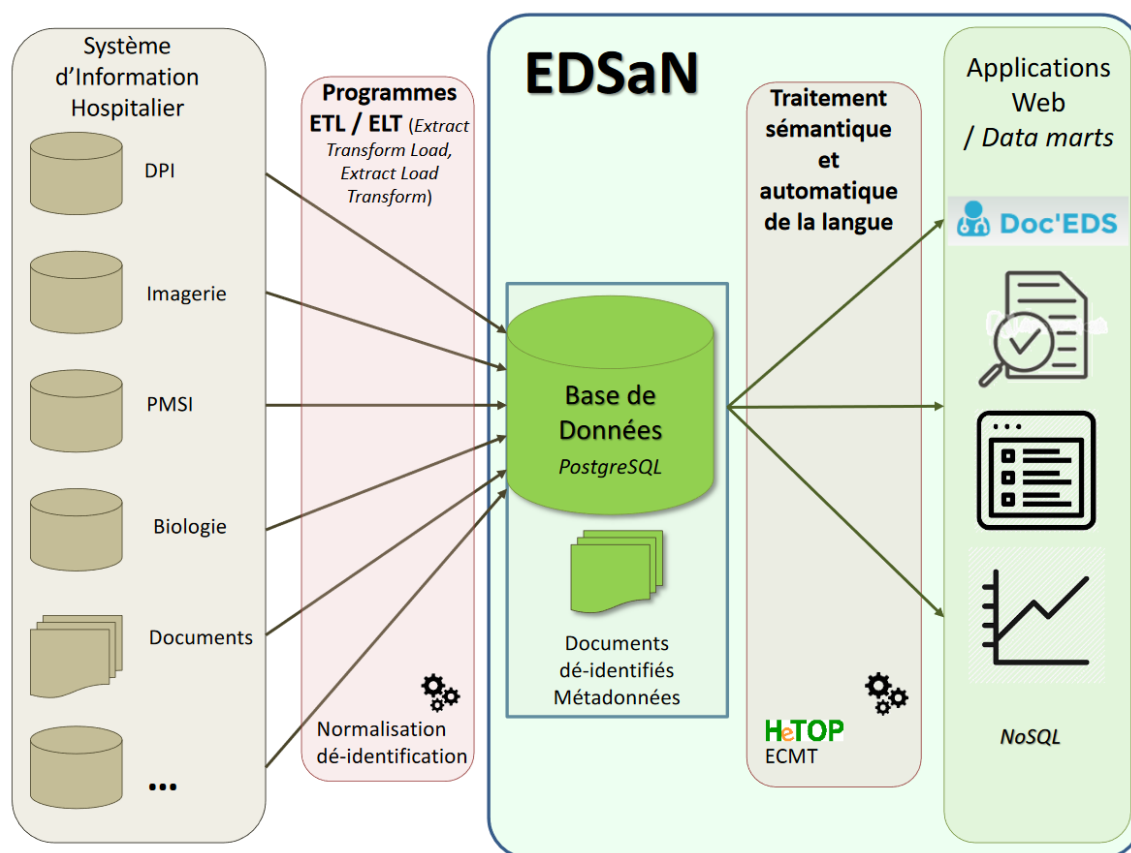 Système
d'Information
Hospitalier
DPI
Imagerie
PMSI
Biologie
Documents
...
Programmes
ETL / ELT (Extract
Transform Load,
Extract Load
Transform)
Normalisation
dé-identification
EDSaN
Base de
Données
PostgreSQL
Documents
dé-identifiés
Métadonnées
Traitement
sémantique
et
automatique
de la langue
HeTOP
ECMT
Applications
Web
/ Data marts
Doc'EDS
NoSQL